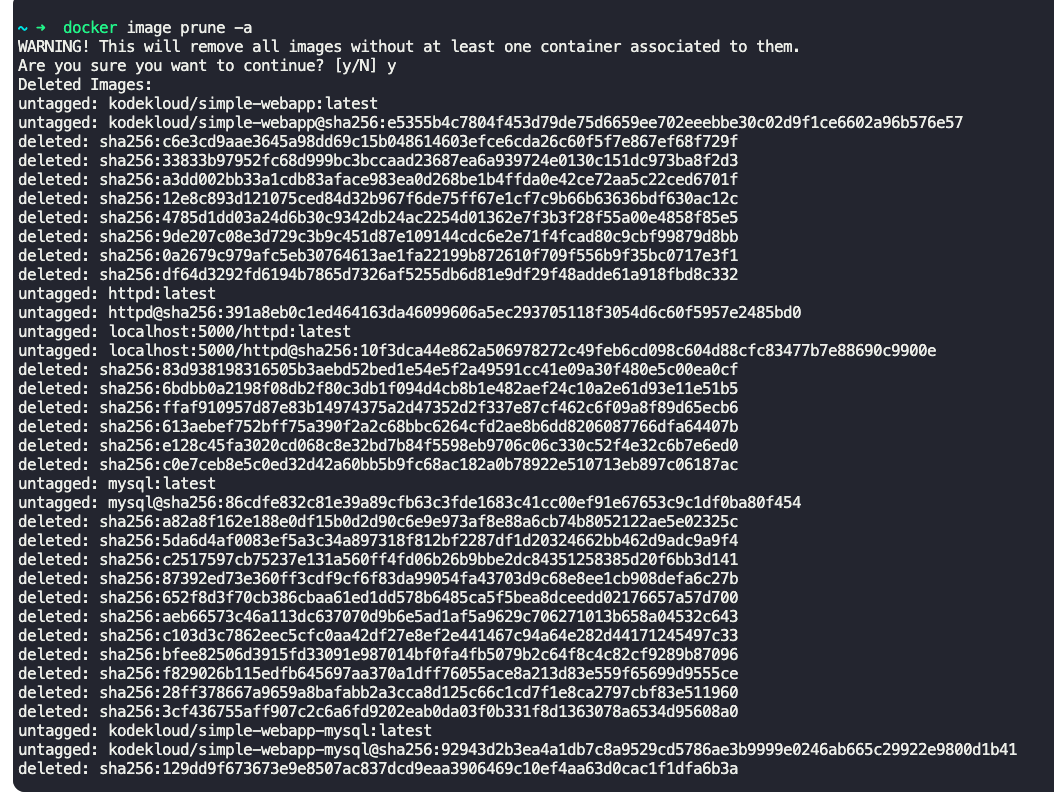 ~ ➜  docker image prune -a
WARNING! This will remove all images without at least one container associated to them.
Are you sure you want to continue? [y/N] y
Deleted Images:
untagged: kodekloud/simple-webapp:latest
untagged: kodekloud/simple-webapp@sha256:e5355b4c7804f453d79de75d6659ee702eeebbe30c02d9f1ce6602a96b576e57
deleted: sha256:c6e3cd9aae3645a98dd69c15b048614603efce6cda26c60f5f7e867ef68f729f
deleted: sha256:33833b97952fc68d999bc3bccaad23687ea6a939724e0130c151dc973ba8f2d3
deleted: sha256:a3dd002bb33a1cdb83aface983ea0d268be1b4ffda0e42ce72aa5c22ced6701f
deleted: sha256:12e8c893d121075ced84d32b967f6de75ff67e1cf7c9b66b63636bdf630ac12c
deleted: sha256:4785d1dd03a24d6b30c9342db24ac2254d01362e7f3b3f28f55a00e4858f85e5
deleted: sha256:9de207c08e3d729c3b9c451d87e109144cdc6e2e71f4fcad80c9cbf99879d8bb
deleted: sha256:0a2679c979afc5eb30764613ae1fa22199b872610f709f556b9f35bc0717e3f1
deleted: sha256:df64d3292fd6194b7865d7326af5255db6d81e9df29f48adde61a918fbd8c332
untagged: httpd:latest
untagged: httpd@sha256:391a8eb0c1ed464163da46099606a5ec293705118f3054d6c60f5957e2485bd0
untagged: localhost:5000/httpd:latest
untagged: localhost:5000/httpd@sha256:10f3dca44e862a506978272c49feb6cd098c604d88cfc83477b7e88690c9900e
deleted: sha256:83d938198316505b3aebd52bed1e54e5f2a49591cc41e09a30f480e5c00ea0cf
deleted: sha256:6bdbb0a2198f08db2f80c3db1f094d4cb8b1e482aef24c10a2e61d93e11e51b5
deleted: sha256:ffaf910957d87e83b14974375a2d47352d2f337e87cf462c6f09a8f89d65ecb6
deleted: sha256:613aebef752bff75a390f2a2c68bbc6264cfd2ae8b6dd8206087766dfa64407b
deleted: sha256:e128c45fa3020cd068c8e32bd7b84f5598eb9706c06c330c52f4e32c6b7e6ed0
deleted: sha256:c0e7ceb8e5c0ed32d42a60bb5b9fc68ac182a0b78922e510713eb897c06187ac
untagged: mysql:latest
untagged: mysql@sha256:86cdfe832c81e39a89cfb63c3fde1683c41cc00ef91e67653c9c1df0ba80f454
deleted: sha256:a82a8f162e188e0df15b0d2d90c6e9e973af8e88a6cb74b8052122ae5e02325c
deleted: sha256:5da6d4af0083ef5a3c34a897318f812bf2287df1d20324662bb462d9adc9a9f4
deleted: sha256:c2517597cb75237e131a560ff4fd06b26b9bbe2dc84351258385d20f6bb3d141
deleted: sha256:87392ed73e360ff3cdf9cf6f83da99054fa43703d9c68e8ee1cb908defa6c27b
deleted: sha256:652f8d3f70cb386cbaa61ed1dd578b6485ca5f5bea8dceedd02176657a57d700
deleted: sha256:aeb66573c46a113dc637070d9b6e5ad1af5a9629c706271013b658a04532c643
deleted: sha256:c103d3c7862eec5cfc0aa42df27e8ef2e441467c94a64e282d44171245497c33
deleted: sha256:bfee82506d3915fd33091e987014bf0fa4fb5079b2c64f8c4c82cf9289b87096
deleted: sha256:f829026b115edfb645697aa370a1dff76055ace8a213d83e559f65699d9555ce
deleted: sha256:28ff378667a9659a8bafabb2a3cca8d125c66c1cd7f1e8ca2797cbf83e511960
deleted: sha256:3cf436755aff907c2c6a6fd9202eab0da03f0b331f8d1363078a6534d95608a0
untagged: kodekloud/simple-webapp-mysql:latest
untagged: kodekloud/simple-webapp-mysql@sha256:92943d2b3ea4a1db7c8a9529cd5786ae3b9999e0246ab665c29922e9800d1b41
deleted: sha256:129dd9f673673e9e8507ac837dcd9eaa3906469c10ef4aa63d0cac1f1dfa6b3a